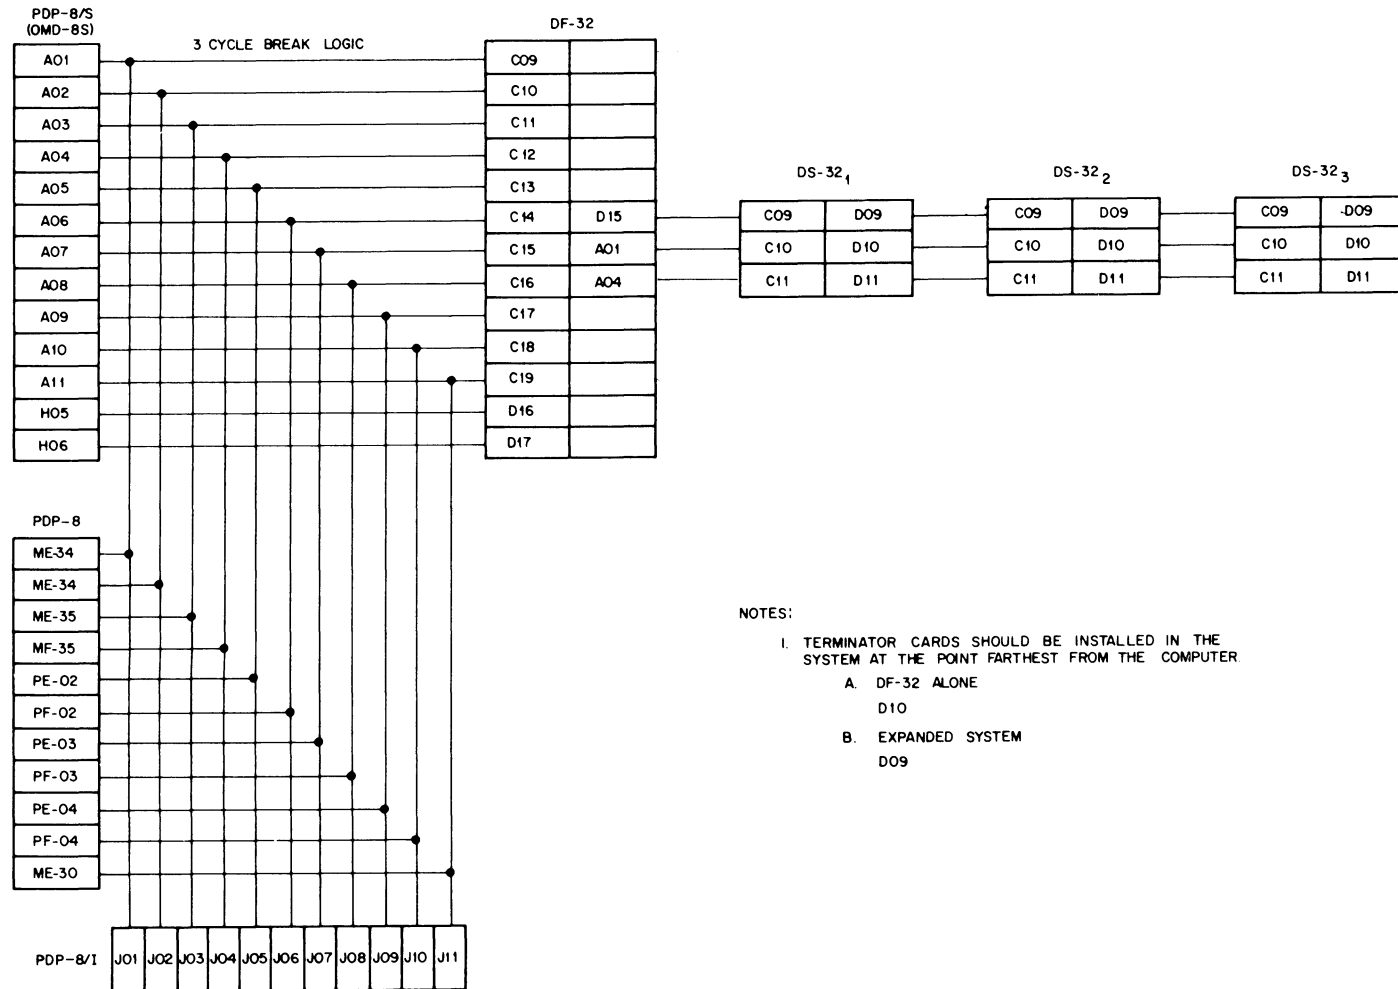 PDP-8/S
(OMD-8S)
3 CYCLE BREAK LOGIC
DF-32
A01 C09
A02 C10
A03 C11
A04 C12
A05 C13
A06 C14 D15
A07 C15 A01
A08 C16 A04
A09 C17
A10 C18
A11 C19
H05 D16
H06 D17
DS-32₁ DS-32₂ DS-32₃
C09 D09 C09 D09 C09 D09
C10 D10 C10 D10 C10 D10
C11 D11 C11 D11 C11 D11
PDP-8
ME-34
ME-34
ME-35
MF-35
PE-02
PF-02
PE-03
PF-03
PE-04
PF-04
ME-30
PDP-8/I J01 J02 J03 J04 J05 J06 J07 J08 J09 J10 J11
NOTES:
1. TERMINATOR CARDS SHOULD BE INSTALLED IN THE
SYSTEM AT THE POINT FARTHEST FROM THE COMPUTER.
A. DF-32 ALONE
D10
B. EXPANDED SYSTEM
D09